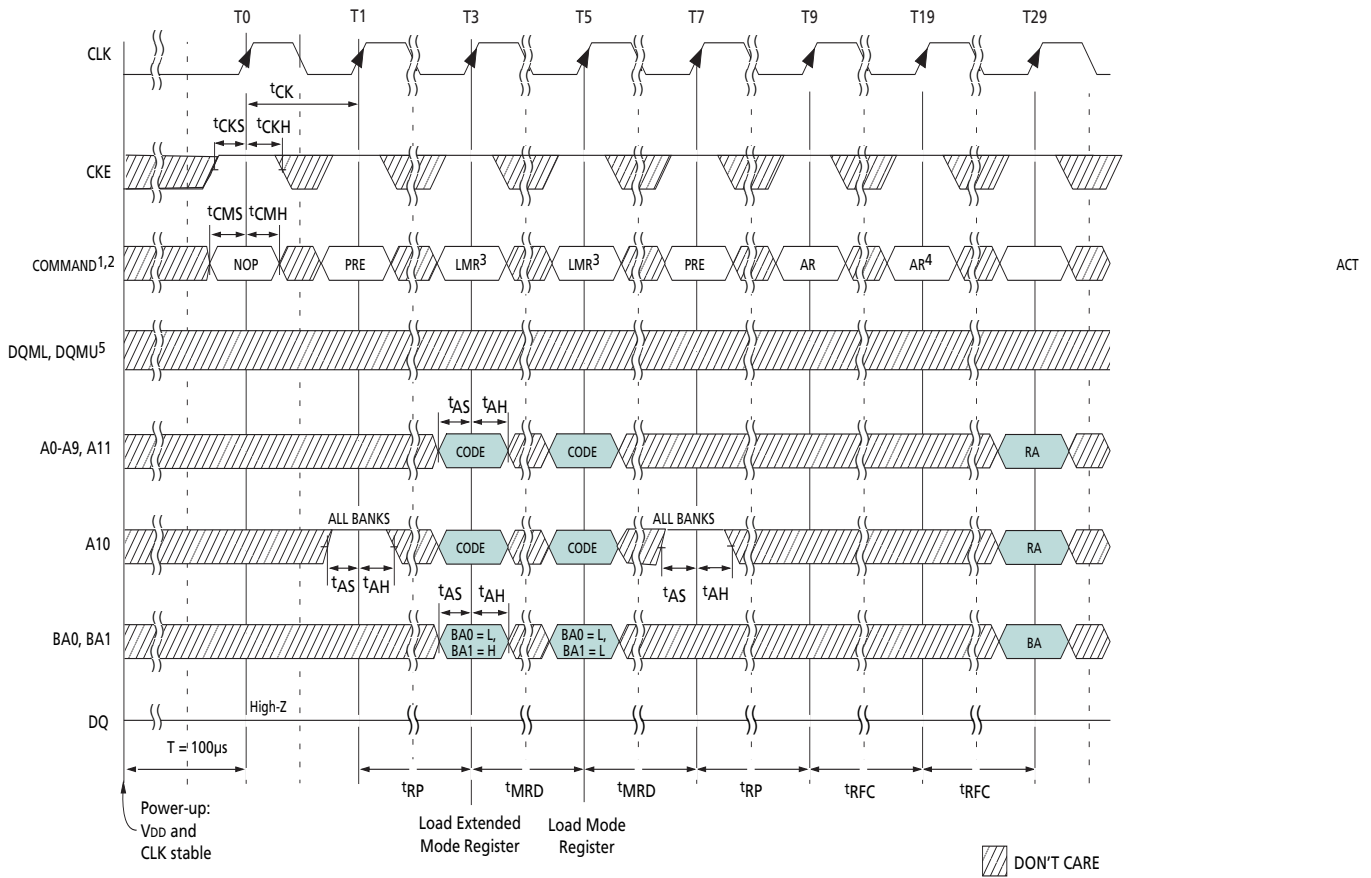 T0 T1 T3 T5 T7 T9 T19 T29
CLK
tCK
tCKS tCKH
CKE
tCMS tCMH
COMMAND1,2 NOP PRE LMR3 LMR3 PRE AR AR4 ACT
DQML, DQMU5
tAS tAH
A0-A9, A11 CODE CODE RA
ALL BANKS ALL BANKS
A10 CODE CODE RA
tAS tAH tAS tAH
tAS tAH
BA0, BA1 BA0 = L, BA0 = L, BA
BA1 = H BA1 = L
High-Z
DQ
T = 100µs
tRP tMRD tMRD tRP tRFC tRFC
Power-up:
VDD and
CLK stable
Load Extended
Mode Register
Load Mode
Register
DON'T CARE